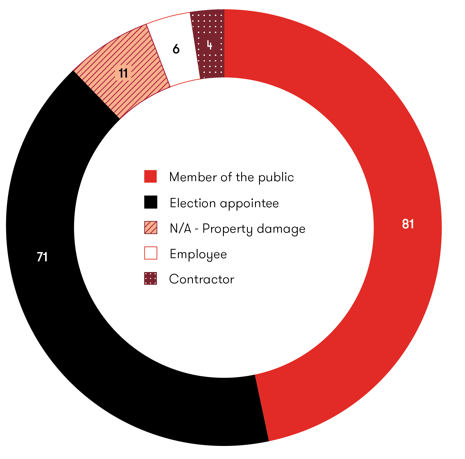 4
6
11
Member of the public
Election appointee
81
N/A - Property damage
71
Employee
Contractor